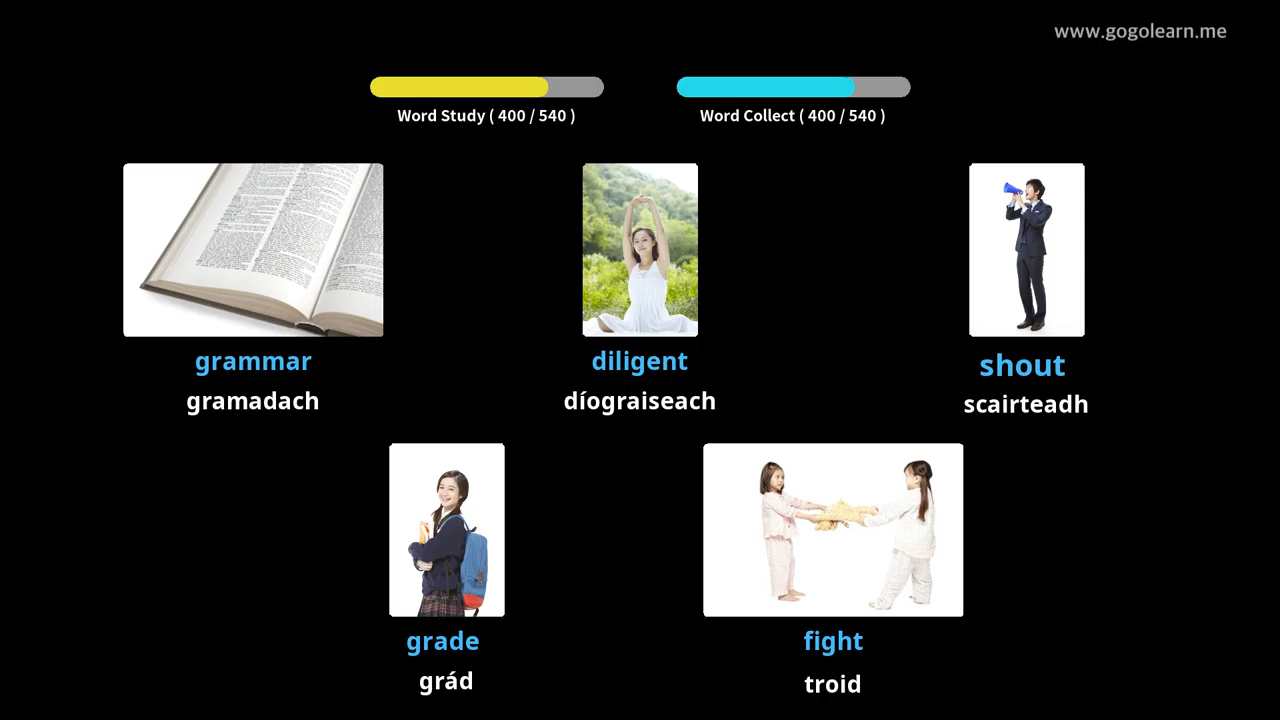 www.gogolearn.me
Word Study ( 400 / 540 )
Word Collect ( 400 / 540 )
grammar
gramadach
diligent
díograiseach
shout
scairteadh
grade
grád
fight
troid